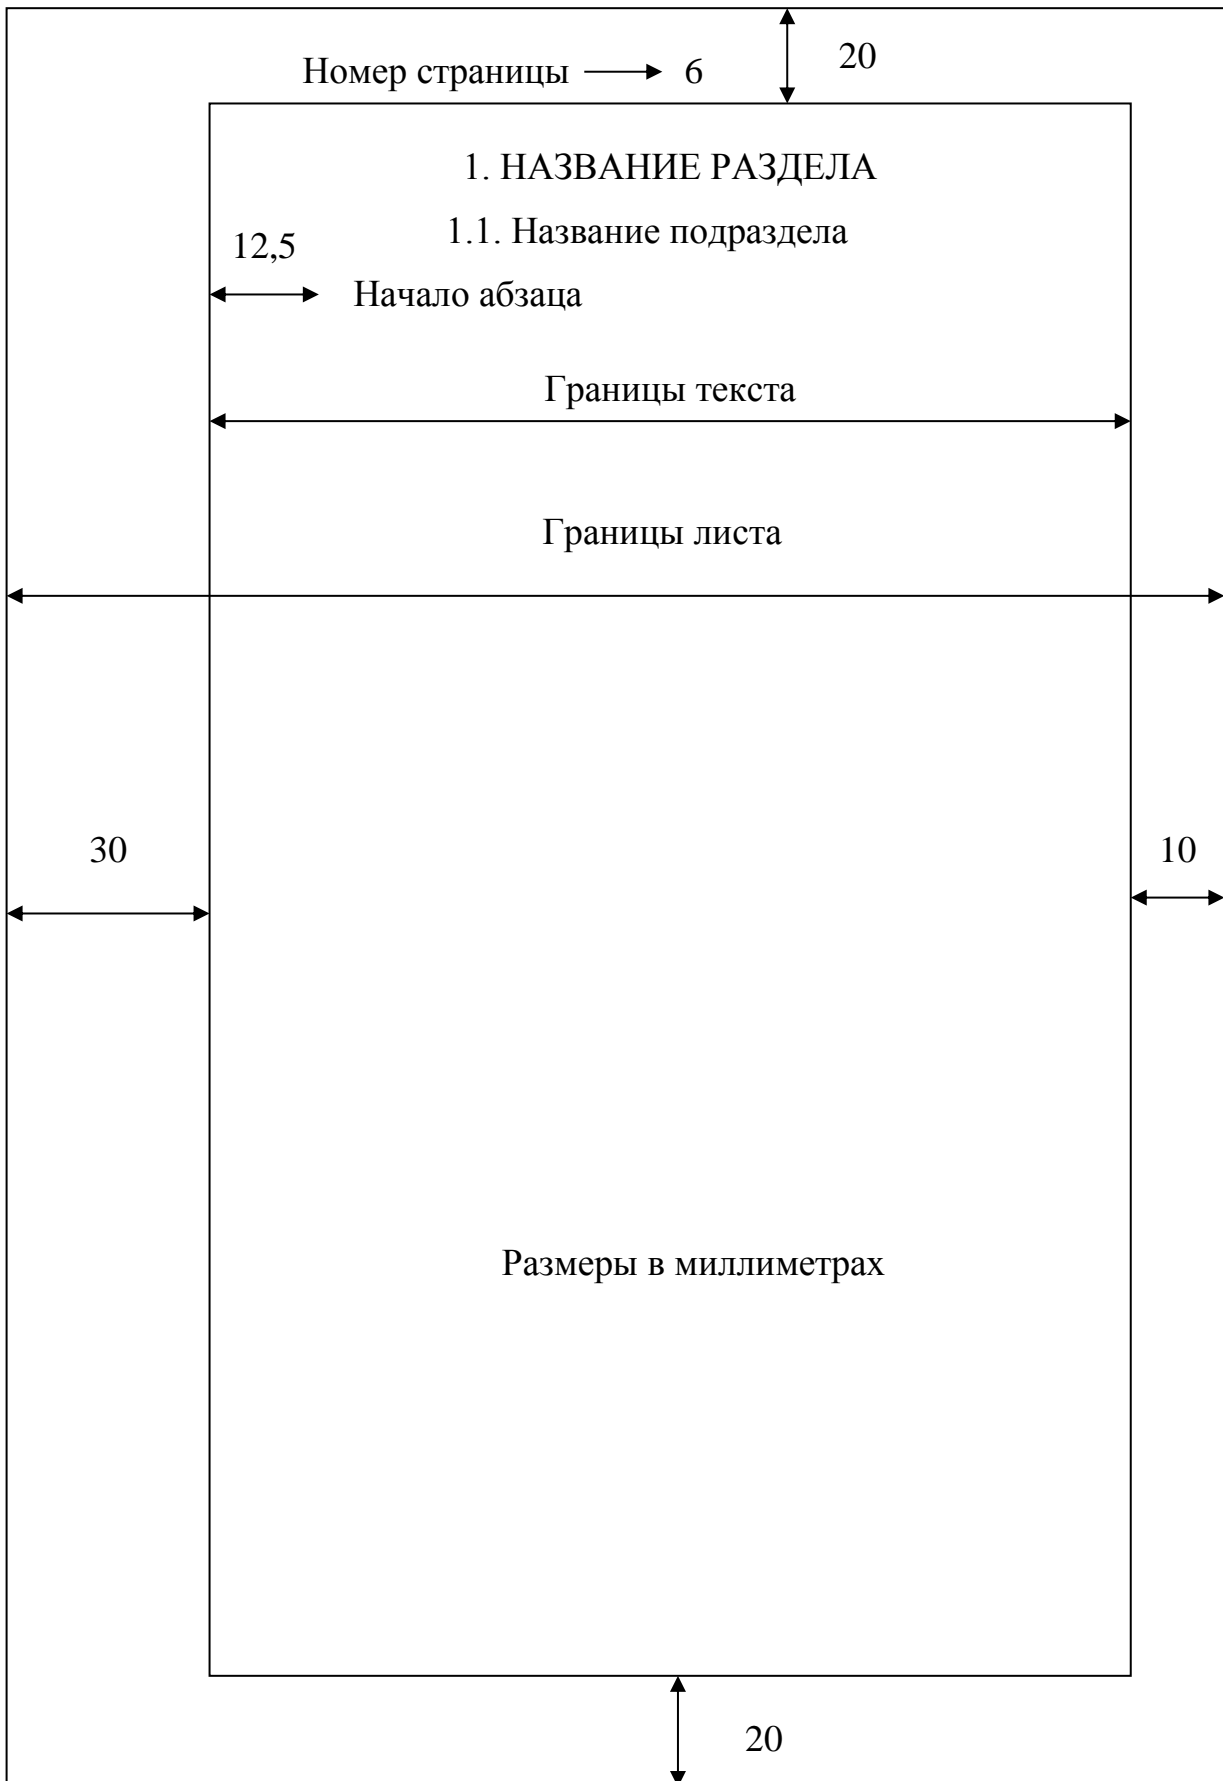 20
Номер страницы 6
1. НАЗВАНИЕ РАЗДЕЛА
1.1. Название подраздела
12,5
Начало абзаца
Границы текста
Границы листа
30
10
Размеры в миллиметрах
20